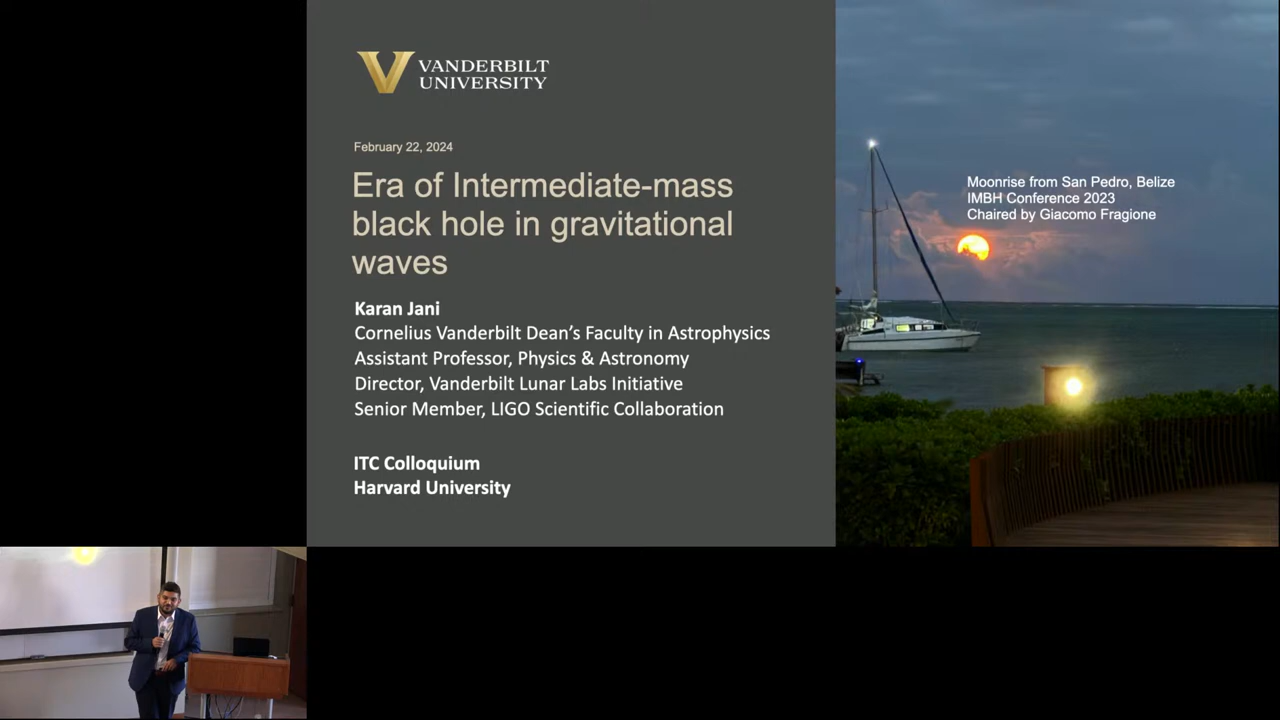 VANDERBILT
UNIVERSITY
February 22, 2024
Era of Intermediate-mass
black hole in gravitational
waves
Karan Jani
Cornelius Vanderbilt Dean’s Faculty in Astrophysics
Assistant Professor, Physics & Astronomy
Director, Vanderbilt Lunar Labs Initiative
Senior Member, LIGO Scientific Collaboration
ITC Colloquium
Harvard University
Moonrise from San Pedro, Belize
IMBH Conference 2023
Chaired by Giacomo Fragione